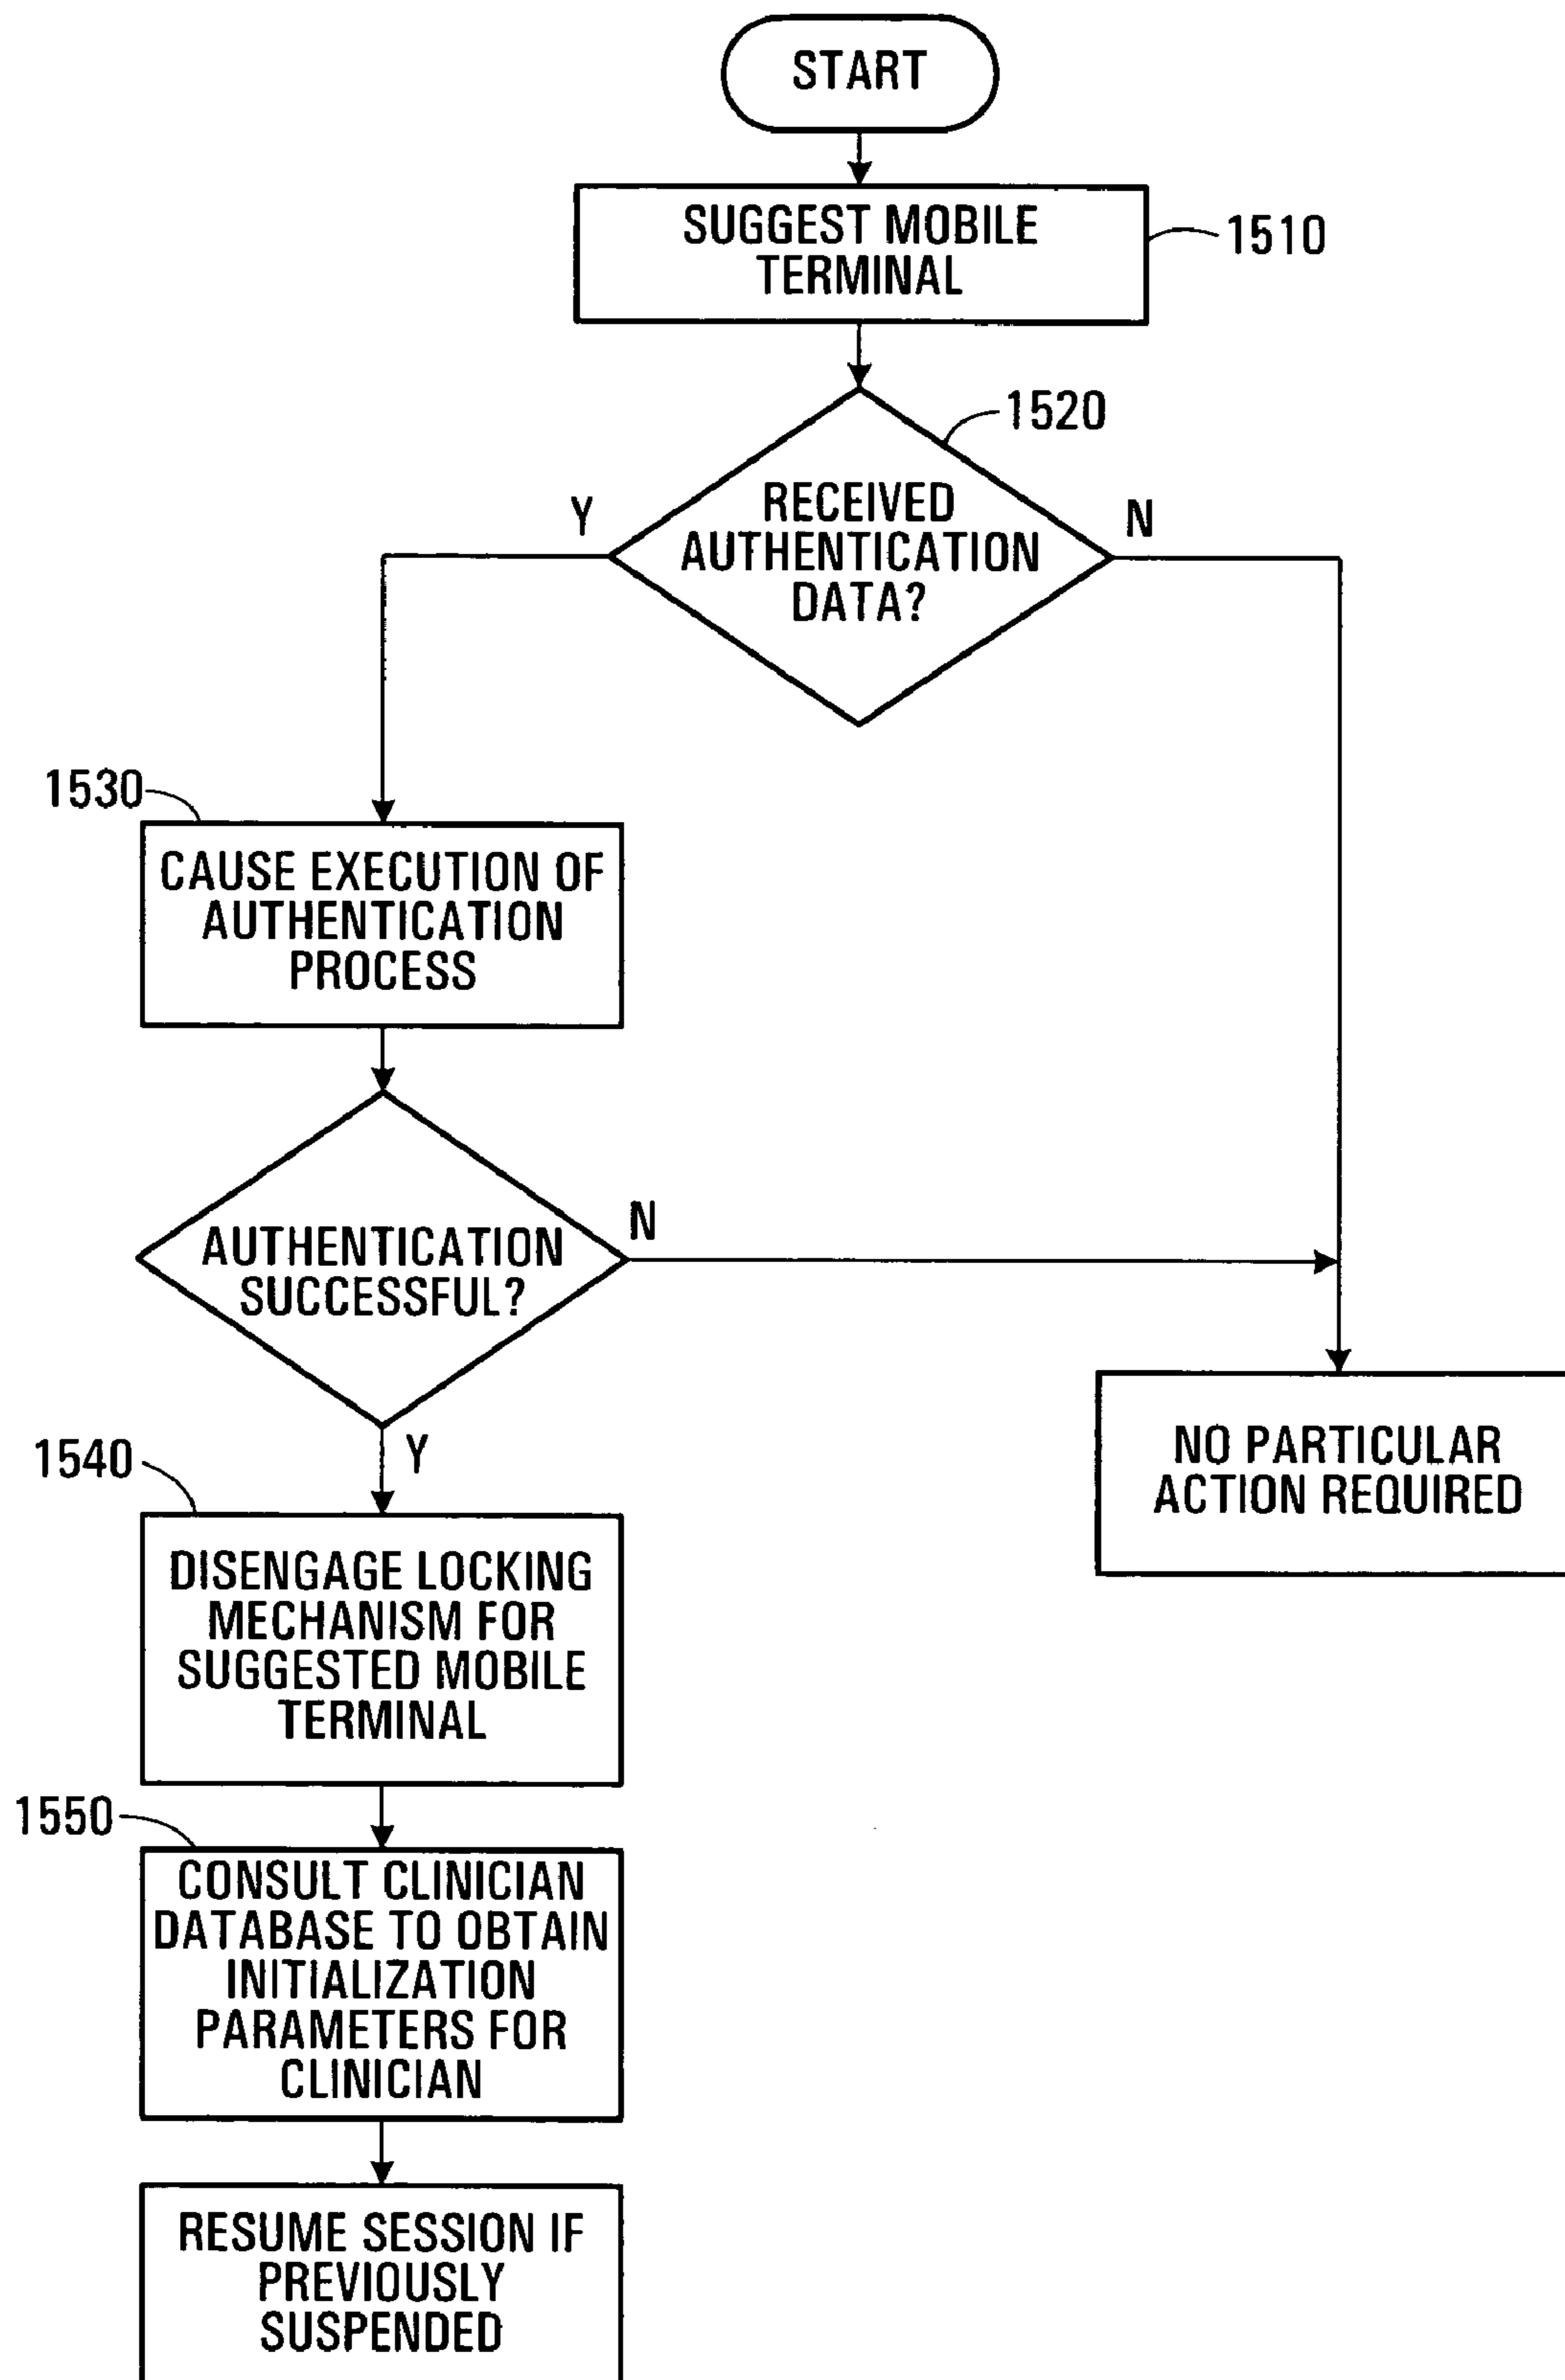 START
SUGGEST MOBILE
TERMINAL
1510
1520
RECEIVED
AUTHENTICATION
DATA?
Y
N
1530
CAUSE EXECUTION OF
AUTHENTICATION
PROCESS
AUTHENTICATION
SUCCESSFUL?
N
Y
NO PARTICULAR
ACTION REQUIRED
1540
DISENGAGE LOCKING
MECHANISM FOR
SUGGESTED MOBILE
TERMINAL
1550
CONSULT CLINICIAN
DATABASE TO OBTAIN
INITIALIZATION
PARAMETERS FOR
CLINICIAN
RESUME SESSION IF
PREVIOUSLY
SUSPENDED